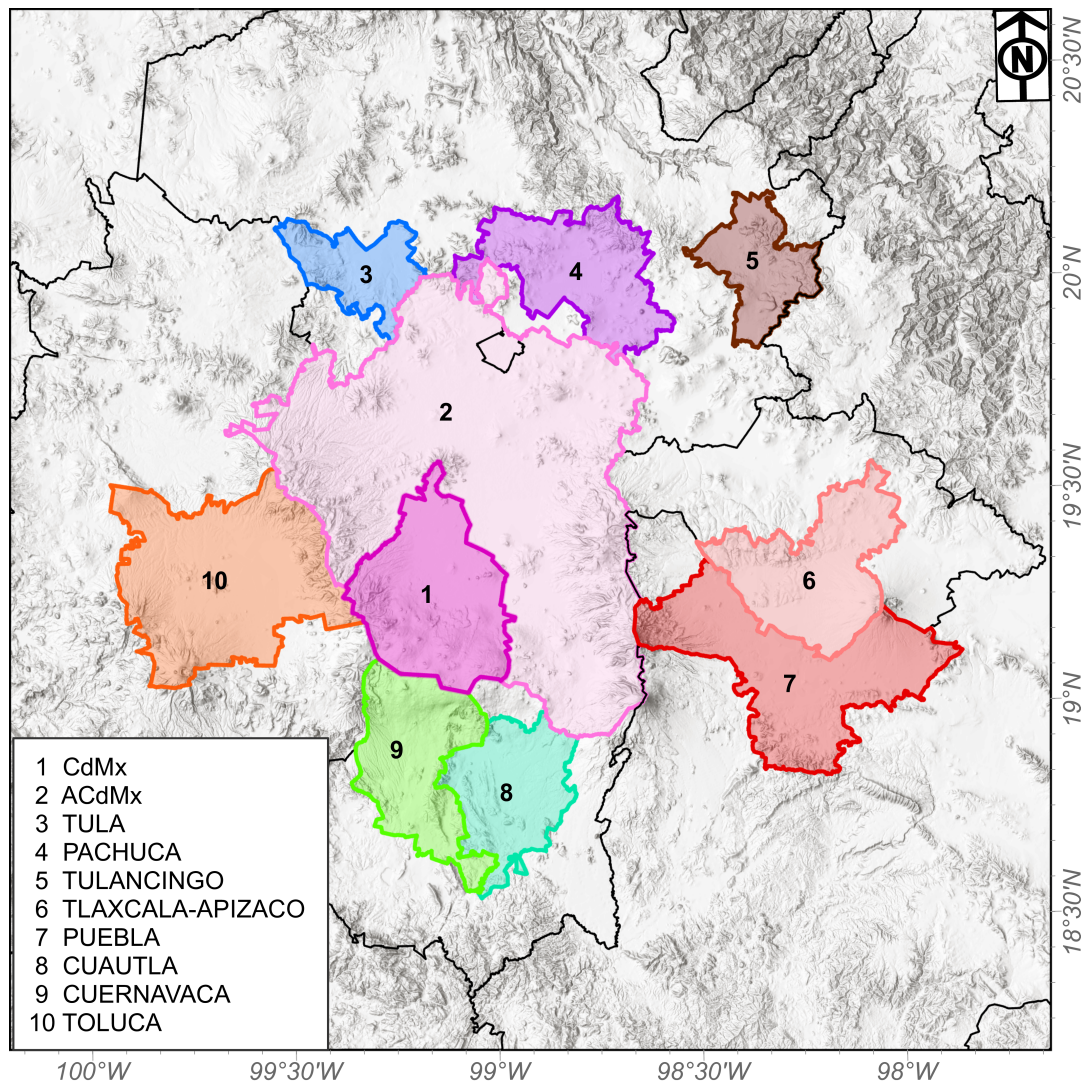 N
20°30'N
3
4
5
20°N
2
19°30'N
10
1
6
7
19°N
9
8
1 CdMx
2 ACdMx
3 TULA
4 PACHUCA
5 TULANCINGO
6 TLAXCALA-APIZACO
7 PUEBLA
8 CUAUTLA
9 CUERNAVACA
10 TOLUCA
18°30'N
100°W 99°30'W 99°W 98°30'W 98°W